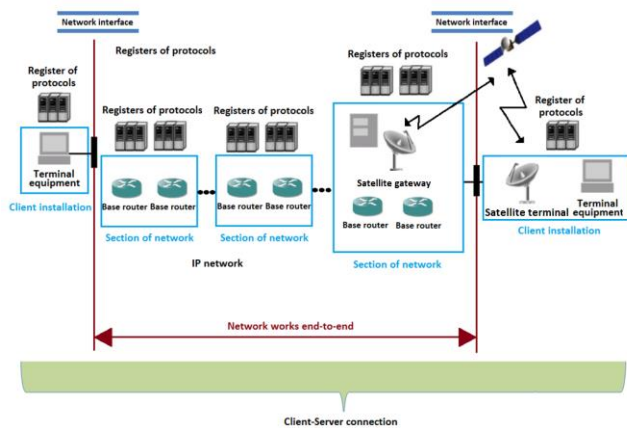 Network interface
Network interface
Registers of protocols
Registers of protocols
Register of
protocols
Registers of protocols
Registers of protocols
Register of
protocols
Terminal
equipment
Client installation
Base router
Base router
Section of network
Base router
Base router
Section of network
Satellite gateway
Base router
Base router
Section of network
Satellite terminal
Terminal
equipment
Client installation
IP network
Network works end-to-end
Client-Server connection